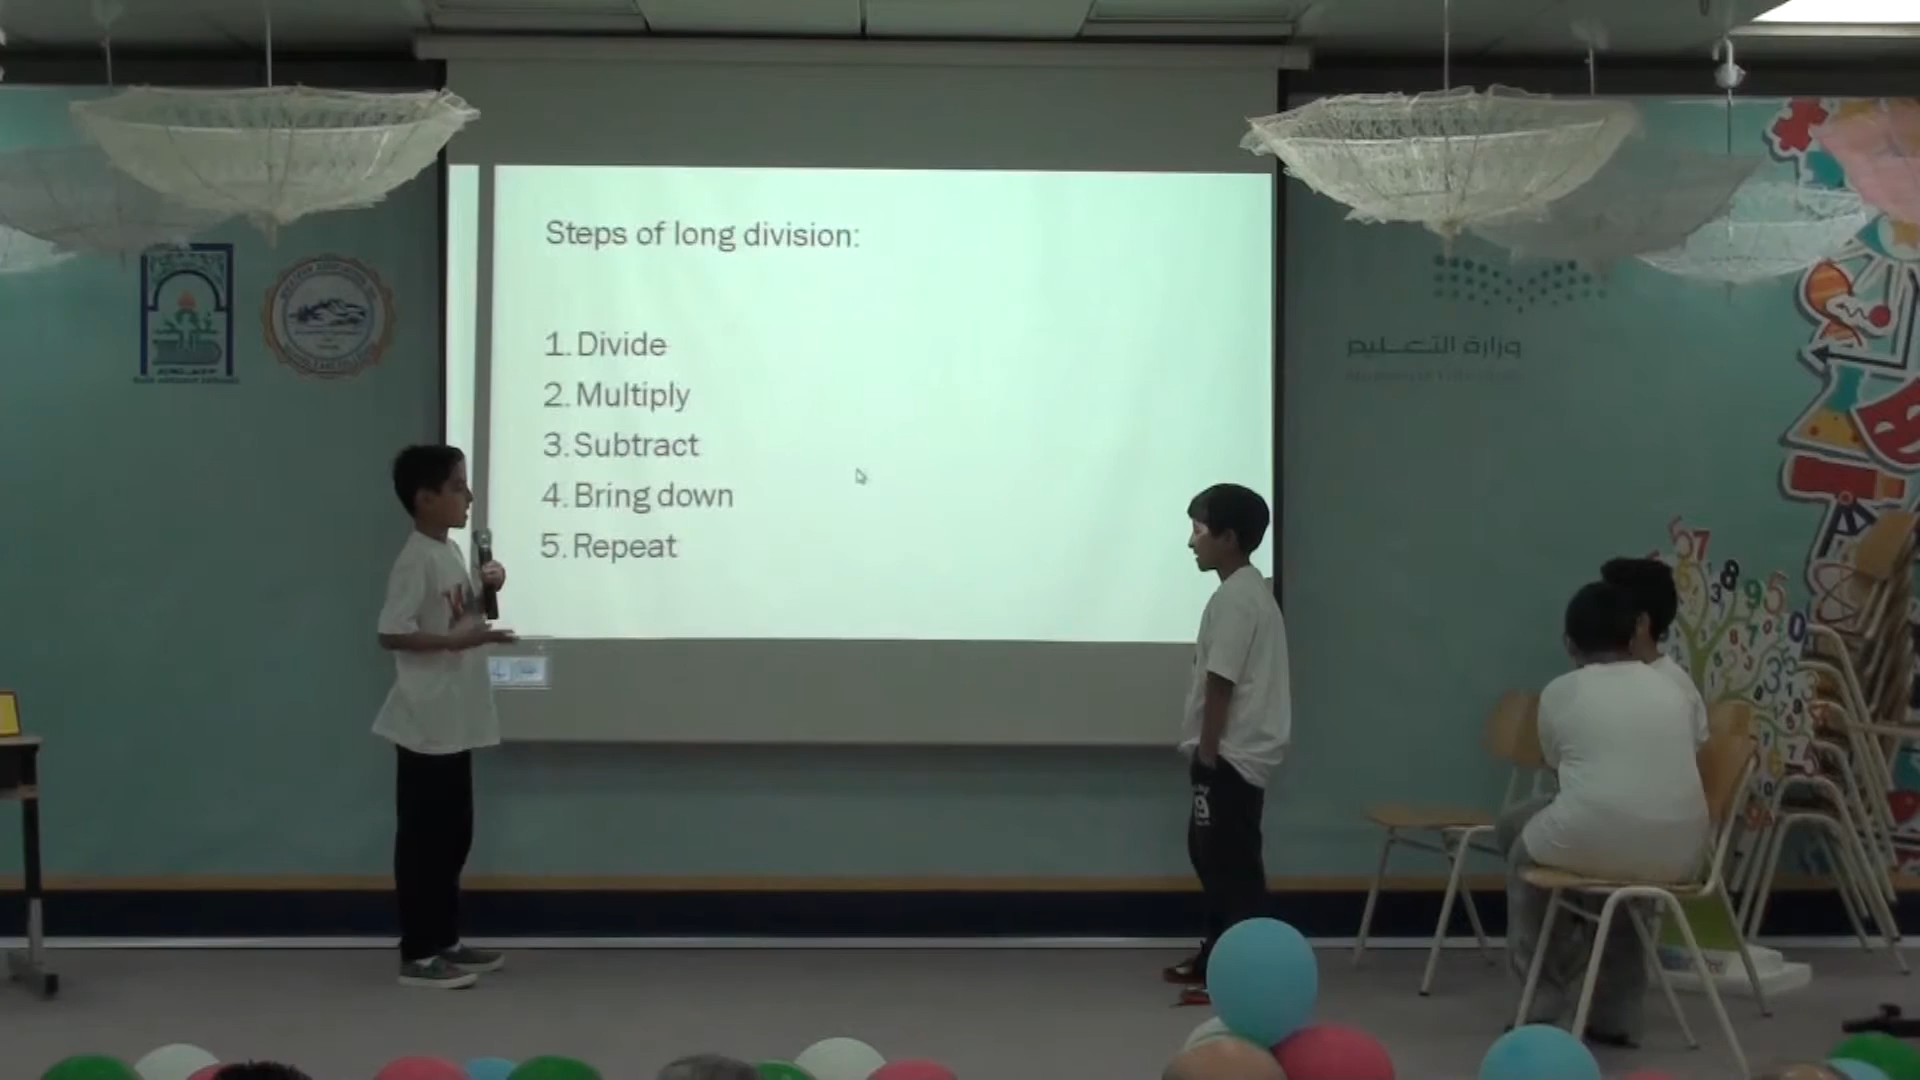 Steps of long division:
1. Divide
2. Multiply
3. Subtract
4. Bring down
5. Repeat
وزارة التعليم